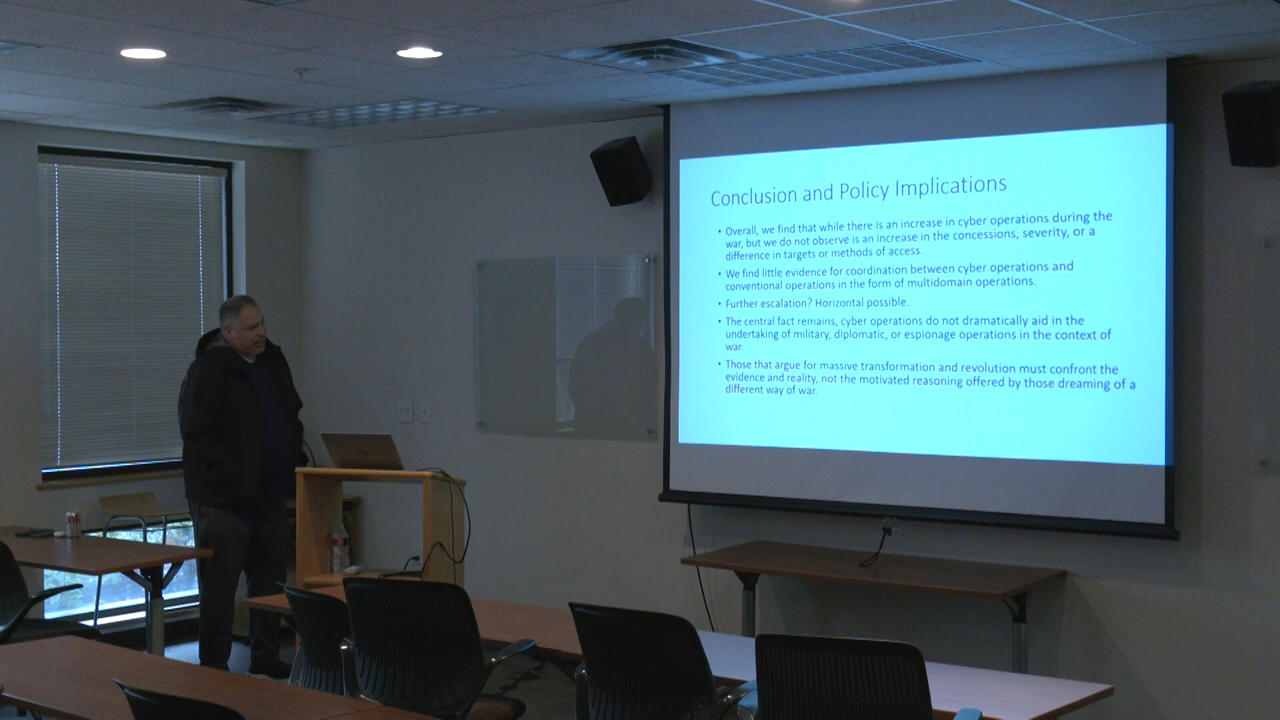 Conclusion and Policy Implications
• Overall, we find that while there is an increase in cyber operations during the
war, but we do not observe is an increase in the concessions, severity, or a
difference in targets or methods of access.
• We find little evidence for coordination between cyber operations and
conventional operations in the form of multidomain operations.
• Further escalation? Horizontal possible.
• The central fact remains, cyber operations do not dramatically aid in the
undertaking of military, diplomatic, or espionage operations in the context of
war.
• Those that argue for massive transformation and revolution must confront the
evidence and reality, not the motivated reasoning offered by those dreaming of a
different way of war.